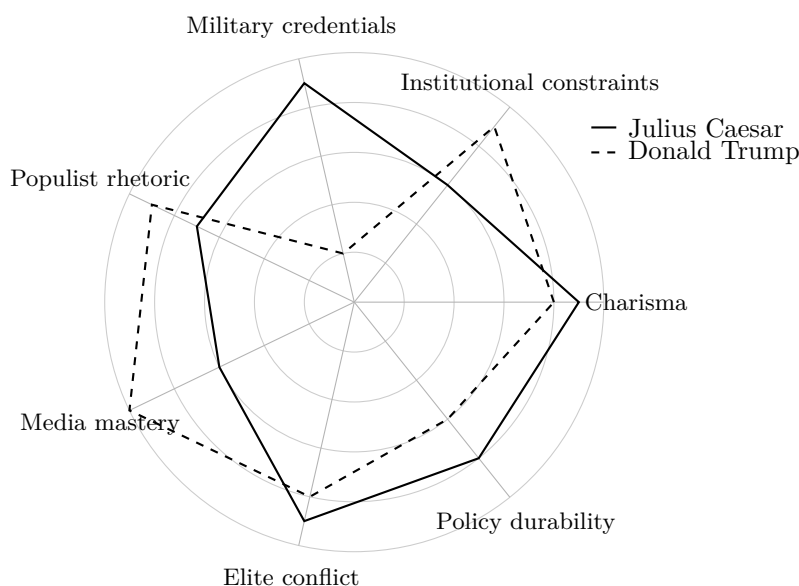 Military credentials
Institutional constraints
Julius Caesar
Donald Trump
Populist rhetoric
Charisma
Media mastery
Policy durability
Elite conflict